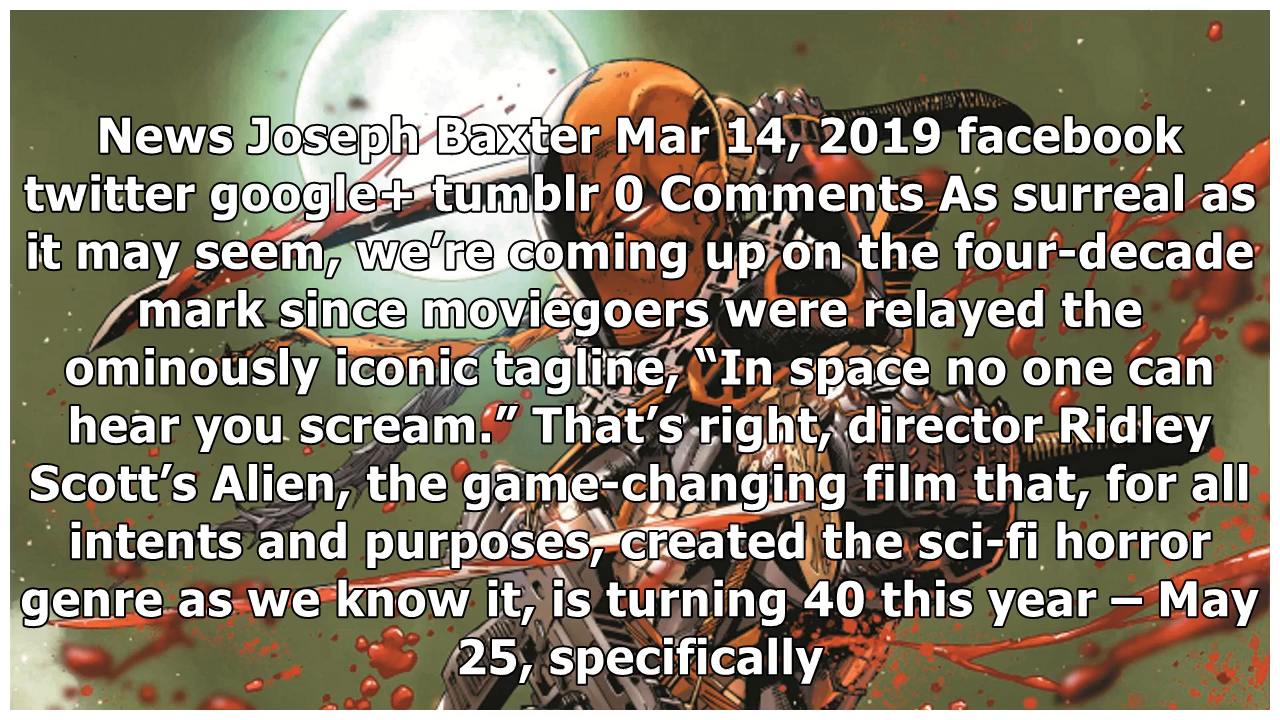 News Joseph Baxter Mar 14, 2019 facebook
twitter google+ tumblr 0 Comments As surreal as
it may seem, we’re coming up on the four-decade
mark since moviegoers were relayed the
ominously iconic tagline, “In space no one can
hear you scream.” That’s right, director Ridley
Scott’s Alien, the game-changing film that, for all
intents and purposes, created the sci-fi horror
genre as we know it, is turning 40 this year – May
25, specifically